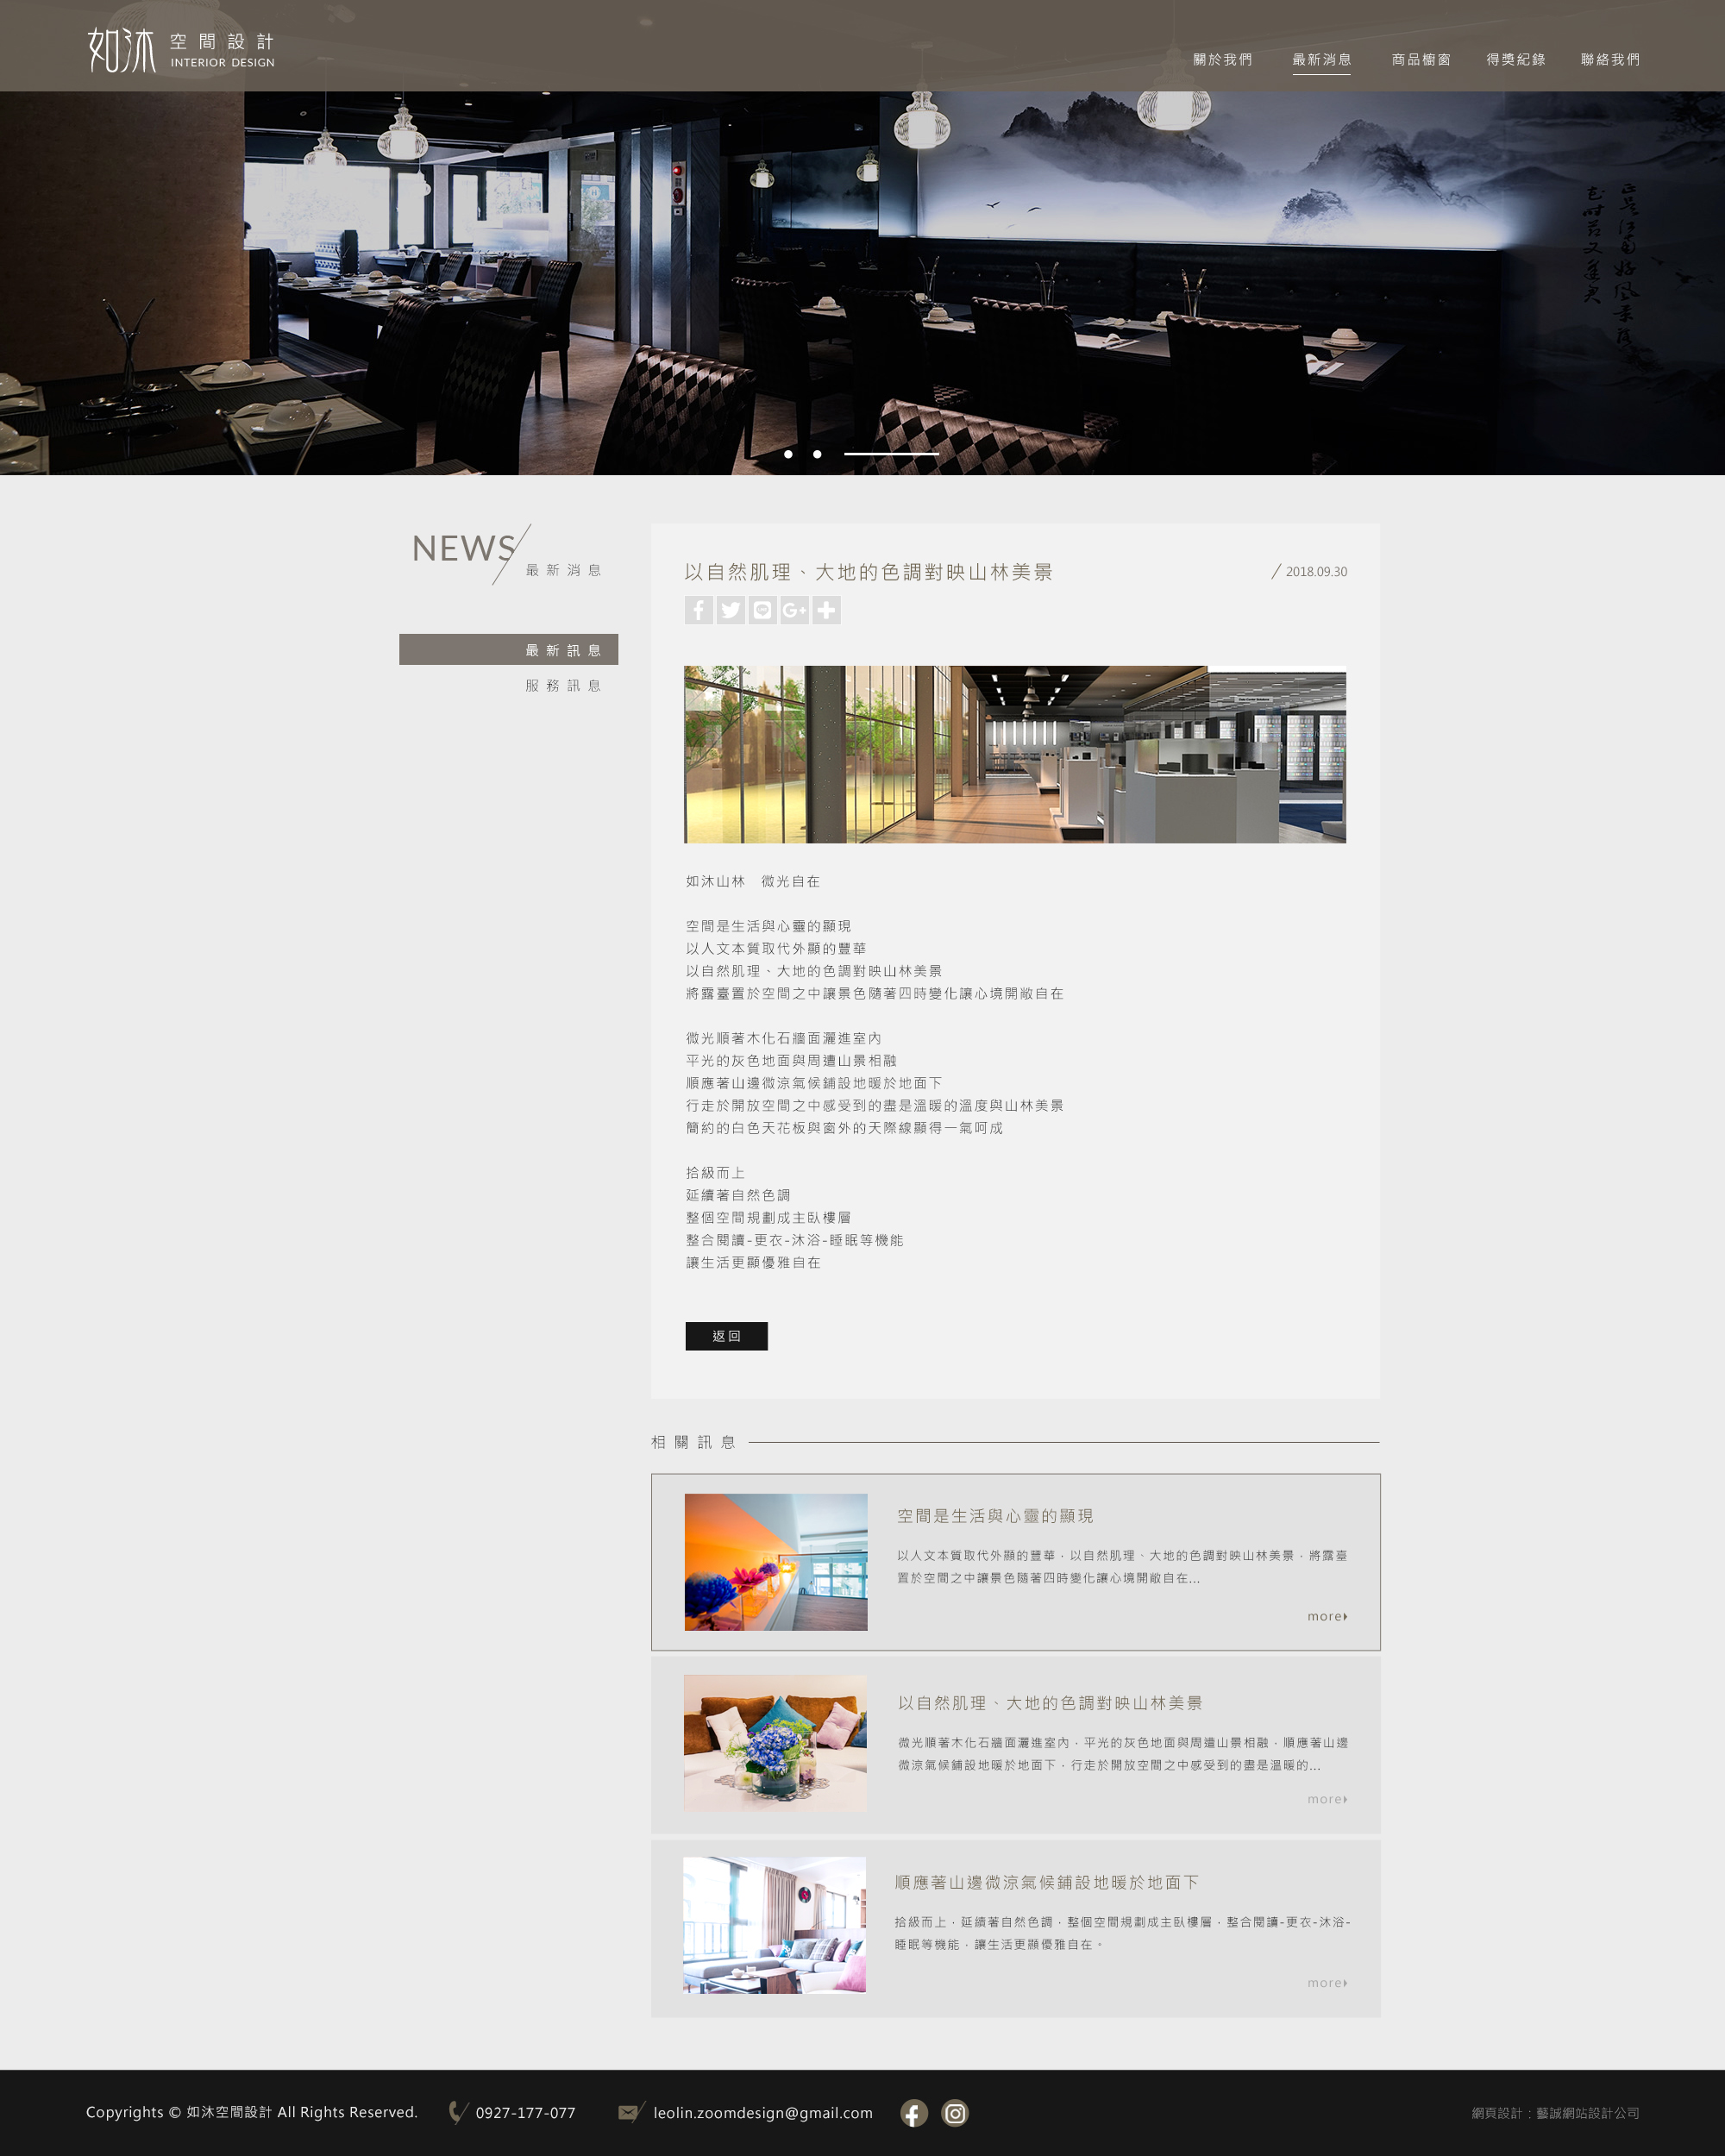 如沐 空間設計
INTERIOR DESIGN
關於我們 最新消息 商品櫥窗 得獎紀錄 聯絡我們
NEWS
最新消息
最新訊息
服務訊息
以自然肌理、大地的色調對映山林美景
2018.09.30
如沐山林 微光自在
空間是生活與心靈的顯現
以人文本質取代外顯的豐華
以自然肌理、大地的色調對映山林美景
將露臺置於空間之中讓景色隨著四時變化讓心境開敞自在
微光順著木化石牆面灑進室內
平光的灰色地面與周遭山景相融
順應著山邊微涼氣候鋪設地暖於地面下
行走於開放空間之中感受到的盡是溫暖的溫度與山林美景
簡約的白色天花板與窗外的天際線顯得一氣呵成
拾級而上
延續著自然色調
整個空間規劃成主臥樓層
整合閱讀-更衣-沐浴-睡眠等機能
讓生活更顯優雅自在
返回
相關訊息
空間是生活與心靈的顯現
以人文本質取代外顯的豐華，以自然肌理、大地的色調對映山林美景，將露臺
置於空間之中讓景色隨著四時變化讓心境開敞自在...
more
以自然肌理、大地的色調對映山林美景
微光順著木化石牆面灑進室內，平光的灰色地面與周遭山景相融，順應著山邊
微涼氣候鋪設地暖於地面下，行走於開放空間之中感受到的盡是溫暖的...
more
順應著山邊微涼氣候鋪設地暖於地面下
拾級而上，延續著自然色調，整個空間規劃成主臥樓層，整合閱讀-更衣-沐浴-
睡眠等機能，讓生活更顯優雅自在。
more
Copyrights © 如沐空間設計 All Rights Reserved. 0927-177-077 leolin.zoomdesign@gmail.com
網頁設計：藝誠網站設計公司